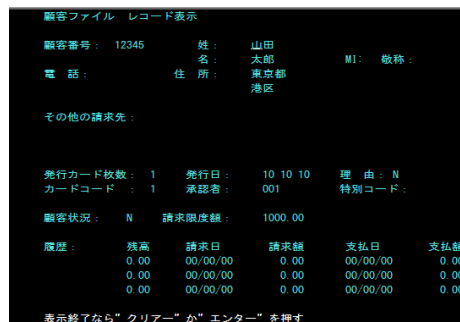 顧客ファイル レコード表示
顧客番号： 12345 姓： 山田
名： 太郎 MI： 敬称：
電 話： 住 所： 東京都
港区
その他の請求先：
発行カード枚数： 1 発行日： 10 10 10 理 由： N
カードコード ： 1 承認者： 001 特別コード：
顧客状況： N 請求限度額： 1000.00
履歴： 残高 請求日 請求額 支払日 支払額
0.00 00/00/00 0.00 00/00/00 0.00
0.00 00/00/00 0.00 00/00/00 0.00
0.00 00/00/00 0.00 00/00/00 0.00
表示終了なら”クリアー”か”エンター”を押す